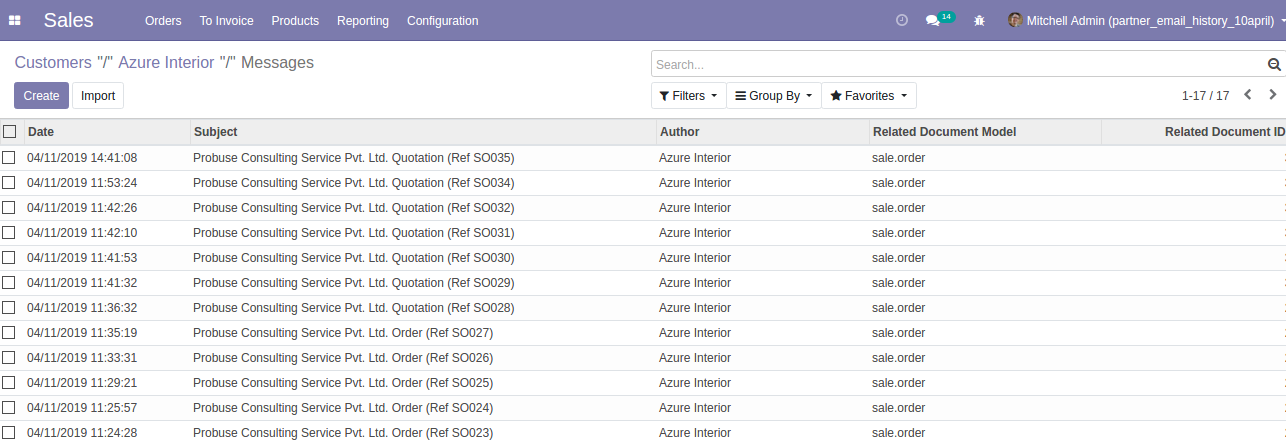 Sales Orders To Invoice Products Reporting Configuration 14 Mitchell Admin (partner_email_history_10april)
Customers "/" Azure Interior "/" Messages
Search...
Create Import Filters Group By Favorites 1-17 / 17
Date Subject Author Related Document Model Related Document ID
04/11/2019 14:41:08 Probuse Consulting Service Pvt. Ltd. Quotation (Ref SO035) Azure Interior sale.order
04/11/2019 11:53:24 Probuse Consulting Service Pvt. Ltd. Quotation (Ref SO034) Azure Interior sale.order
04/11/2019 11:42:26 Probuse Consulting Service Pvt. Ltd. Quotation (Ref SO032) Azure Interior sale.order
04/11/2019 11:42:10 Probuse Consulting Service Pvt. Ltd. Quotation (Ref SO031) Azure Interior sale.order
04/11/2019 11:41:53 Probuse Consulting Service Pvt. Ltd. Quotation (Ref SO030) Azure Interior sale.order
04/11/2019 11:41:32 Probuse Consulting Service Pvt. Ltd. Quotation (Ref SO029) Azure Interior sale.order
04/11/2019 11:36:32 Probuse Consulting Service Pvt. Ltd. Quotation (Ref SO028) Azure Interior sale.order
04/11/2019 11:35:19 Probuse Consulting Service Pvt. Ltd. Order (Ref SO027) Azure Interior sale.order
04/11/2019 11:33:31 Probuse Consulting Service Pvt. Ltd. Order (Ref SO026) Azure Interior sale.order
04/11/2019 11:29:21 Probuse Consulting Service Pvt. Ltd. Order (Ref SO025) Azure Interior sale.order
04/11/2019 11:25:57 Probuse Consulting Service Pvt. Ltd. Order (Ref SO024) Azure Interior sale.order
04/11/2019 11:24:28 Probuse Consulting Service Pvt. Ltd. Order (Ref SO023) Azure Interior sale.order